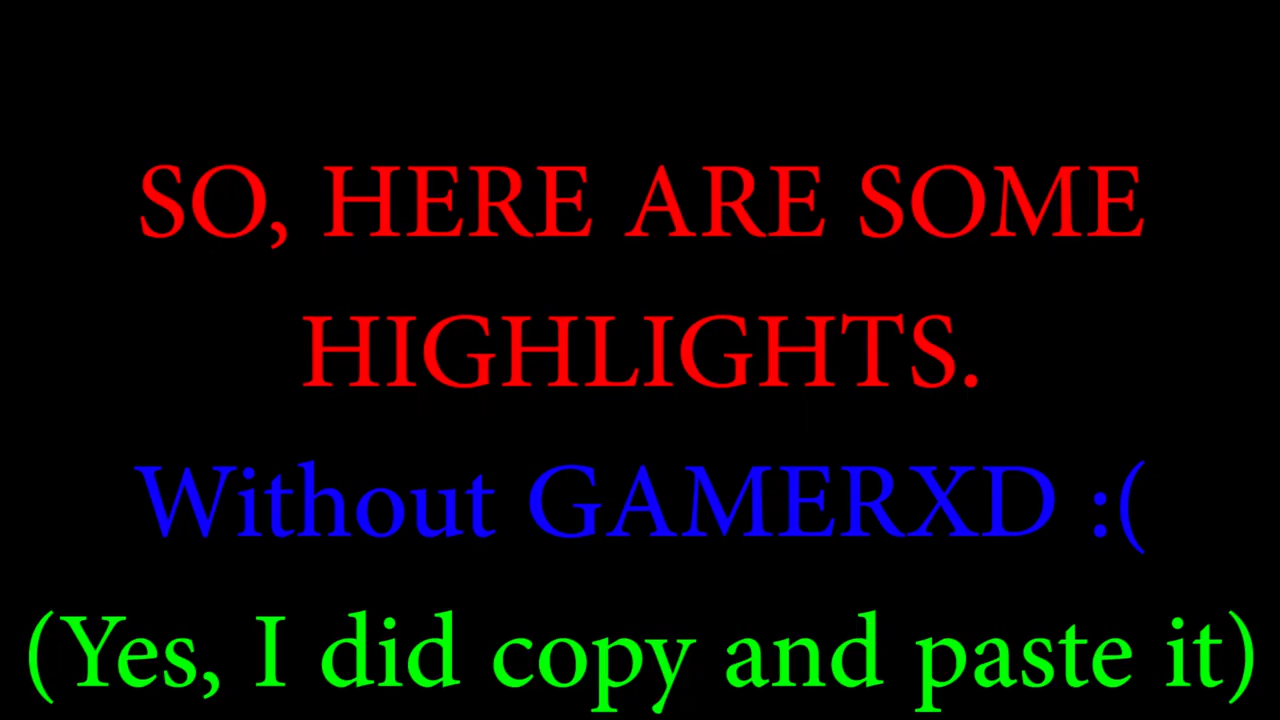 SO, HERE ARE SOME
HIGHLIGHTS.
Without GAMERXD :(
(Yes, I did copy and paste it)